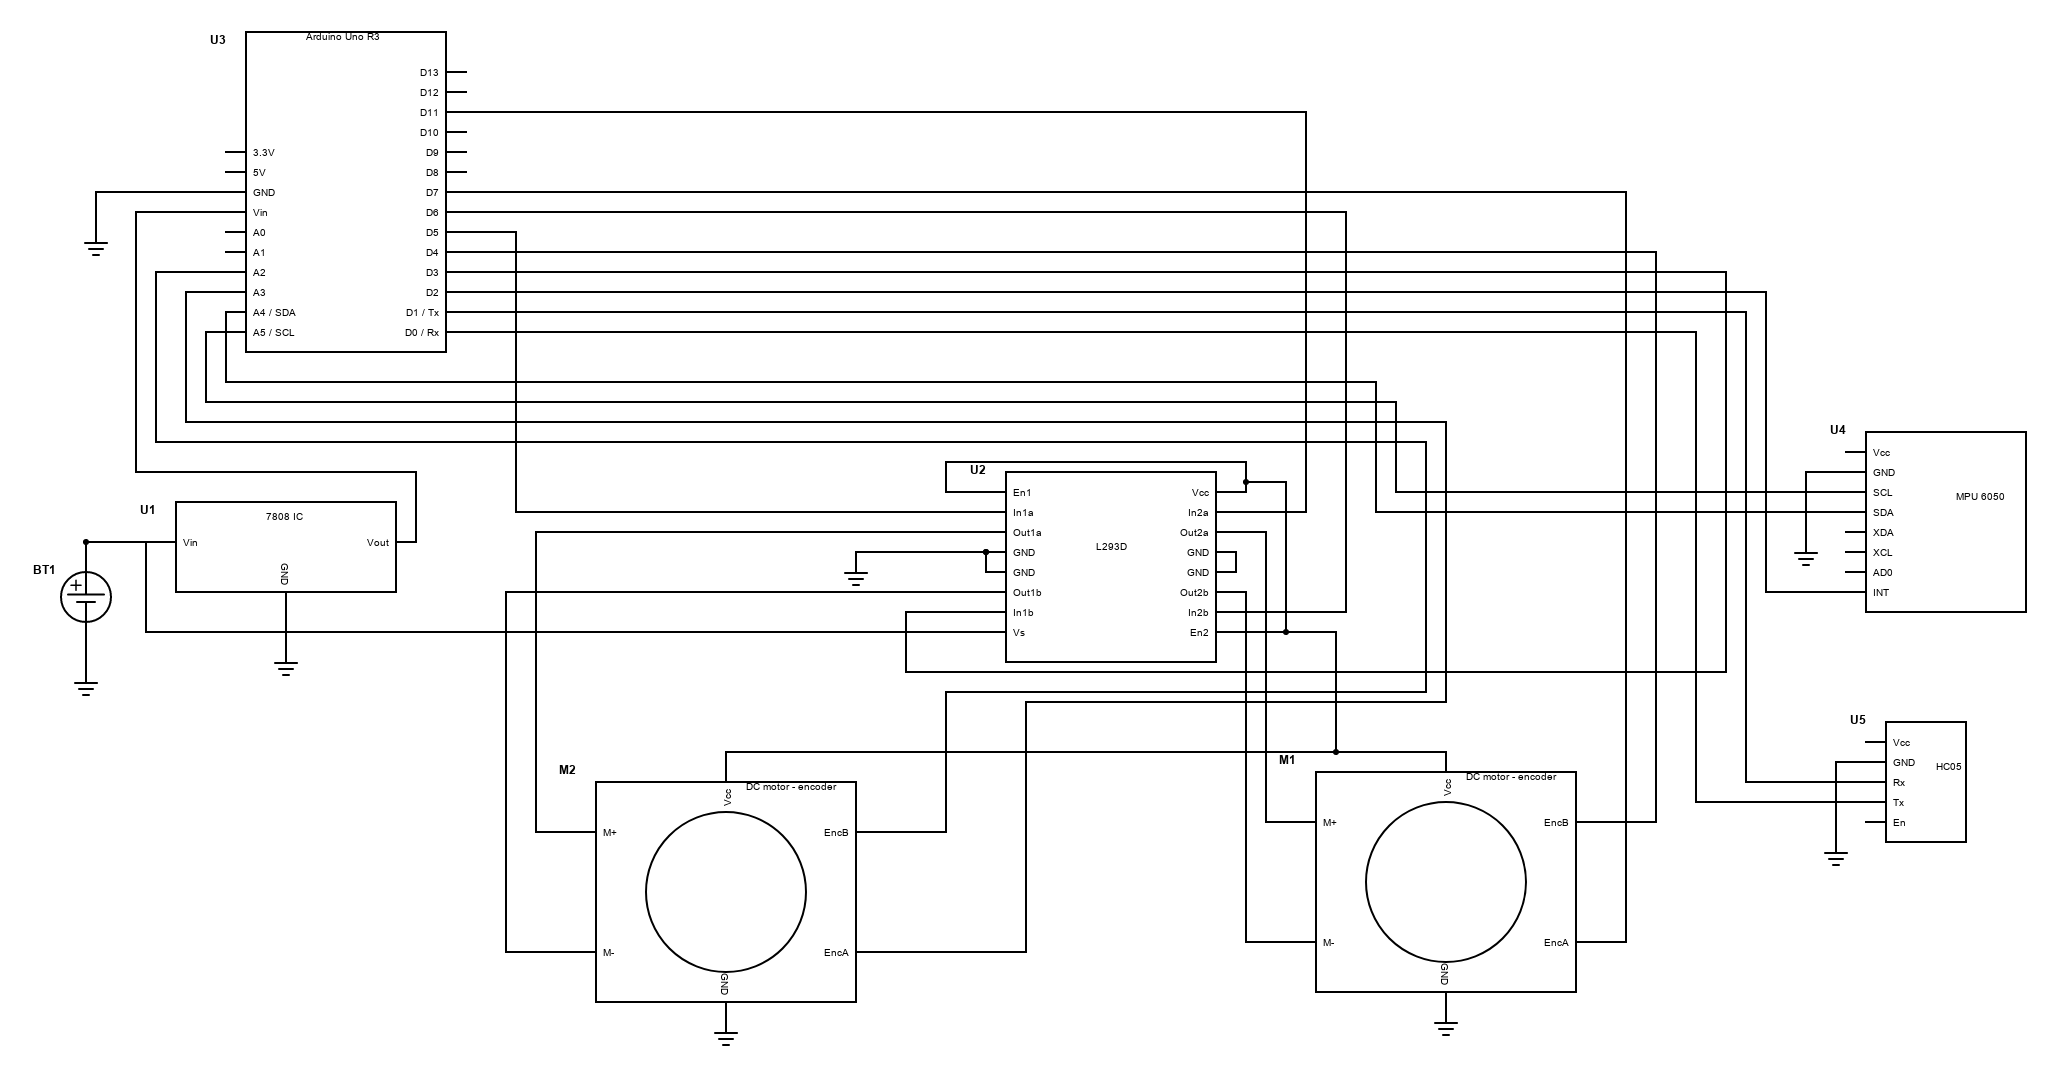 U3
Arduino Uno R3
D13
D12
D11
D10
3.3V
D9
5V
D8
GND
D7
Vin
D6
A0
D5
A1
D4
A2
D3
A3
D2
A4 / SDA
D1 / Tx
A5 / SCL
D0 / Rx
U1
7808 IC
Vin
Vout
GND
BT1
+
U2
L293D
En1
Vcc
In1a
In2a
Out1a
Out2a
GND
GND
GND
GND
Out1b
Out2b
In1b
In2b
Vs
En2
U4
MPU 6050
Vcc
GND
SCL
SDA
XDA
XCL
AD0
INT
U5
HC05
Vcc
GND
Rx
Tx
En
M2
DC motor - encoder
Vcc
M+
EncB
M-
EncA
GND
M1
DC motor - encoder
Vcc
M+
EncB
M-
EncA
GND